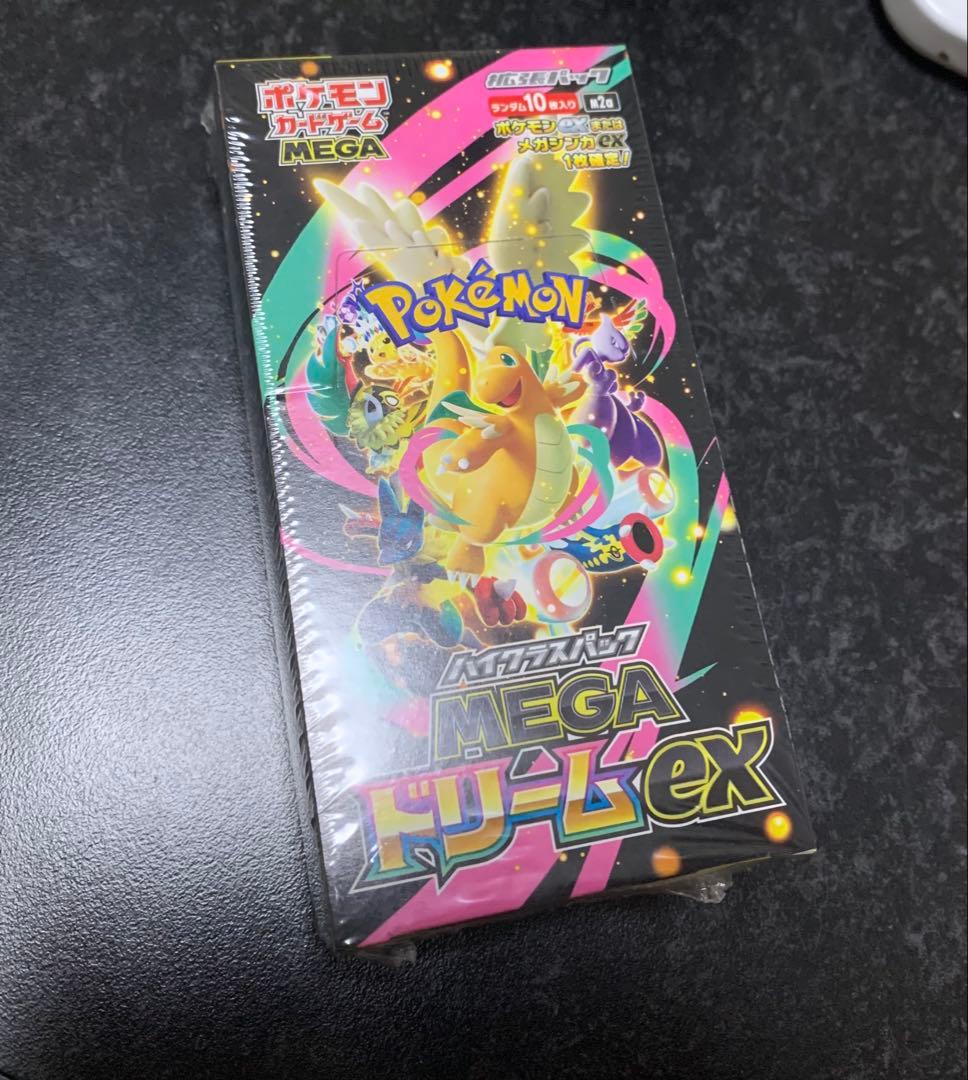 ポケモン
カードゲーム
MEGA
拡張パック
ランダム10枚入り M2a
ポケモンexまたは
メガシンカex
1枚確定！
POKéMON
ハイクラスパック
MEGA
ドリームex